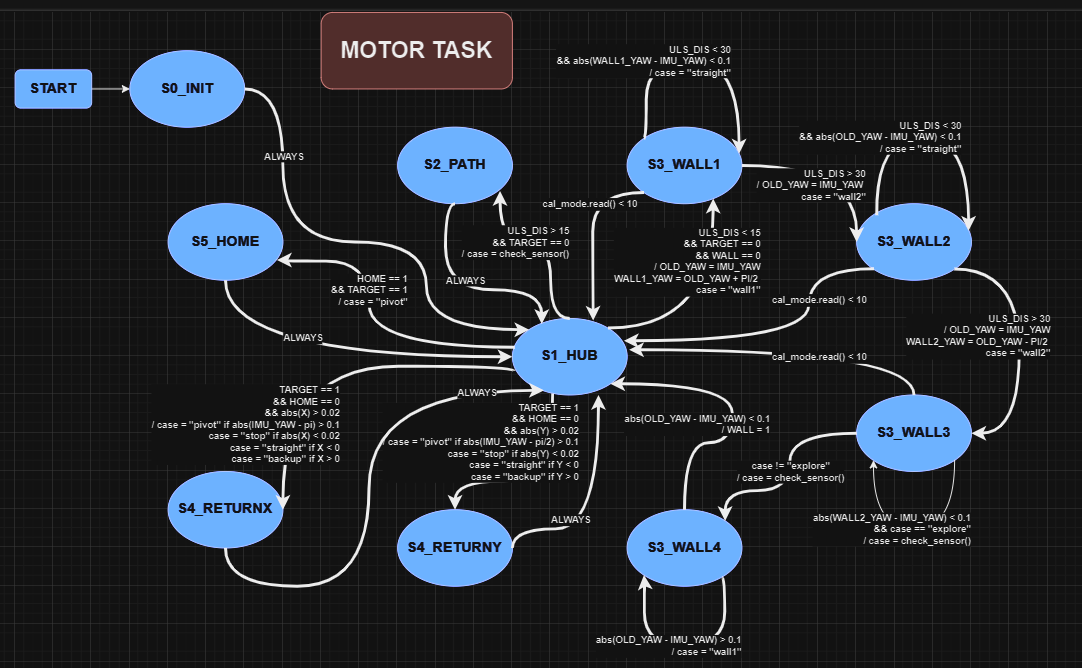 MOTOR TASK
START
S0_INIT
ALWAYS
S2_PATH
ULS_DIS > 15
&& TARGET == 0
/ case = check_sensor()
ALWAYS
ULS_DIS < 30
&& abs(WALL1_YAW - IMU_YAW) < 0.1
/ case = "straight"
S3_WALL1
cal_mode.read() < 10
ULS_DIS < 15
&& TARGET == 0
&& WALL == 0
/ OLD_YAW = IMU_YAW
WALL1_YAW = OLD_YAW + PI/2
case = "wall1"
ULS_DIS > 30
/ OLD_YAW = IMU_YAW
case = "wall2"
ULS_DIS < 30
&& abs(OLD_YAW - IMU_YAW) < 0.1
/ case = "straight"
S3_WALL2
cal_mode.read() < 10
ULS_DIS > 30
/ OLD_YAW = IMU_YAW
WALL2_YAW = OLD_YAW - PI/2
case = "wall2"
S5_HOME
HOME == 1
&& TARGET == 1
/ case = "pivot"
ALWAYS
S1_HUB
cal_mode.read() < 10
TARGET == 1
&& HOME == 0
&& abs(X) > 0.02
/ case = "pivot" if abs(IMU_YAW - pi) > 0.1
case = "stop" if abs(X) < 0.02
case = "straight" if X < 0
case = "backup" if X > 0
S4_RETURNX
ALWAYS
TARGET == 1
&& HOME == 0
&& abs(Y) > 0.02
case = "pivot" if abs(IMU_YAW - pi/2) > 0.1
case = "stop" if abs(Y) < 0.02
case = "straight" if Y < 0
case = "backup" if Y > 0
S4_RETURNY
ALWAYS
abs(OLD_YAW - IMU_YAW) < 0.1
/ WALL = 1
S3_WALL3
case != "explore"
/ case = check_sensor()
abs(WALL2_YAW - IMU_YAW) < 0.1
&& case == "explore"
/ case = check_sensor()
S3_WALL4
abs(OLD_YAW - IMU_YAW) > 0.1
/ case = "wall1"